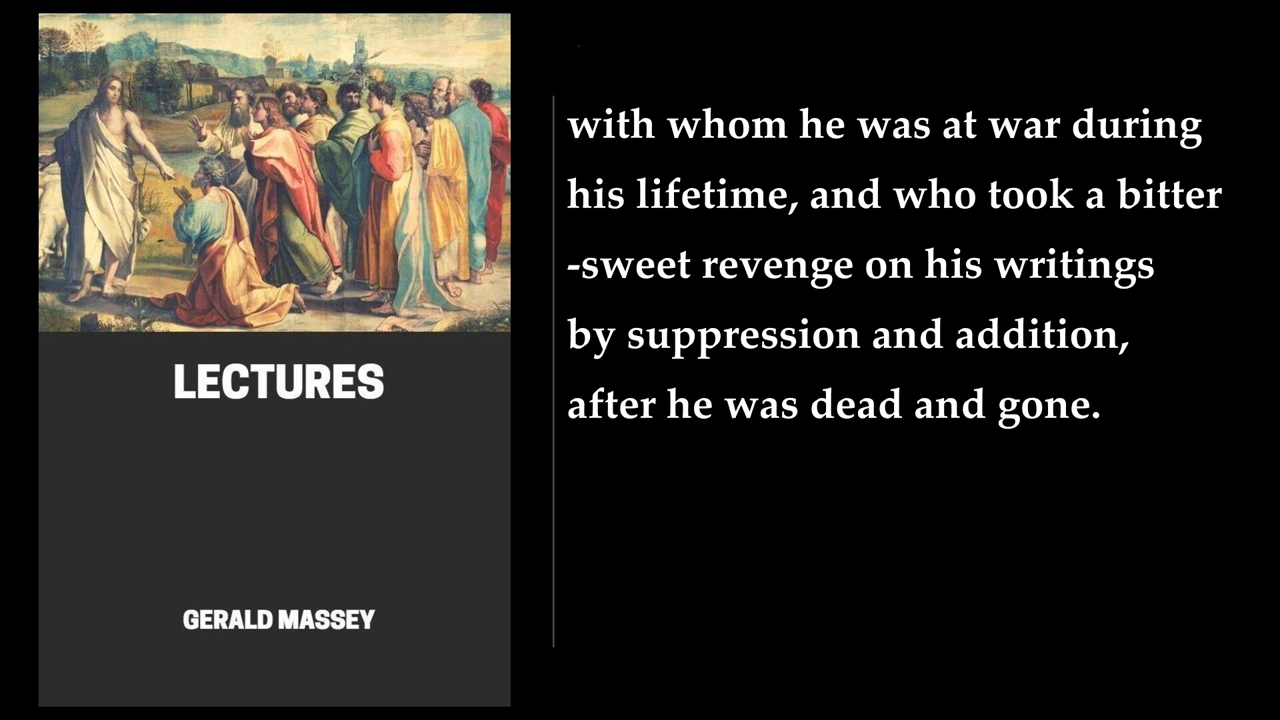 LECTURES
GERALD MASSEY
with whom he was at war during
his lifetime, and who took a bitter
-sweet revenge on his writings
by suppression and addition,
after he was dead and gone.